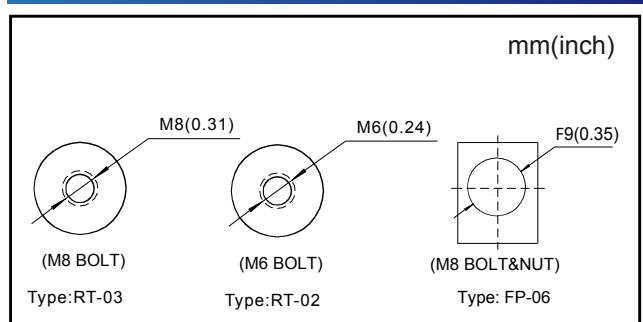 mm(inch)
M8(0.31)
M6(0.24)
F9(0.35)
(M8 BOLT)
(M6 BOLT)
(M8 BOLT&NUT)
Type:RT-03
Type:RT-02
Type: FP-06